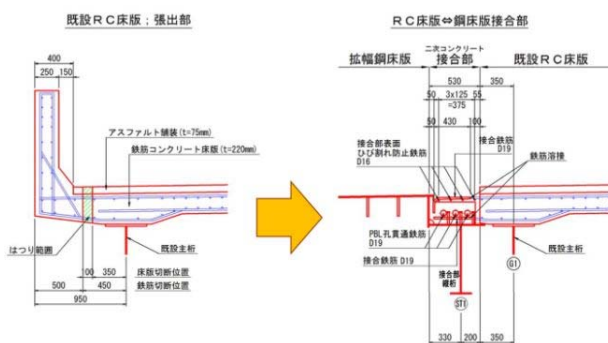 既設RC床版；張出部
400
250 150
アスファルト舗装(t=75mm)
鉄筋コンクリート床版(t=220mm)
はつり範囲
既設主桁
100 350 床版切断位置
500 450 鉄筋切断位置
950
RC床版⇔鋼床版接合部
二次コンクリート
拡幅鋼床版 接合部 既設RC床版
530 350
50 3x125 55
=375
50 430 100
接合部表面
ひび割れ防止鉄筋
D16
接合鉄筋
D19
鉄筋溶接
PBL孔貫通鉄筋
D19
接合鉄筋 D19
接合部
縦桁
既設主桁
G1
ST1
330 200 350